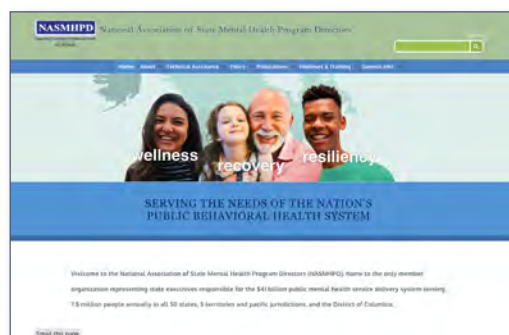 NASMHPD
National Association of State Mental Health Program Directors
Home About Technical Assistance Policy Publications Webinars & Training General Info
wellness
recovery
resiliency
SERVING THE NEEDS OF THE NATION'S
PUBLIC BEHAVIORAL HEALTH SYSTEM
Welcome to the National Association of State Mental Health Program Directors (NASMHPD), home to the only member
organization representing state executives responsible for the $41 billion public mental health service delivery system serving
7.5 million people annually in all 50 states, 5 territories and pacific jurisdictions, and the District of Columbia.
Email this page